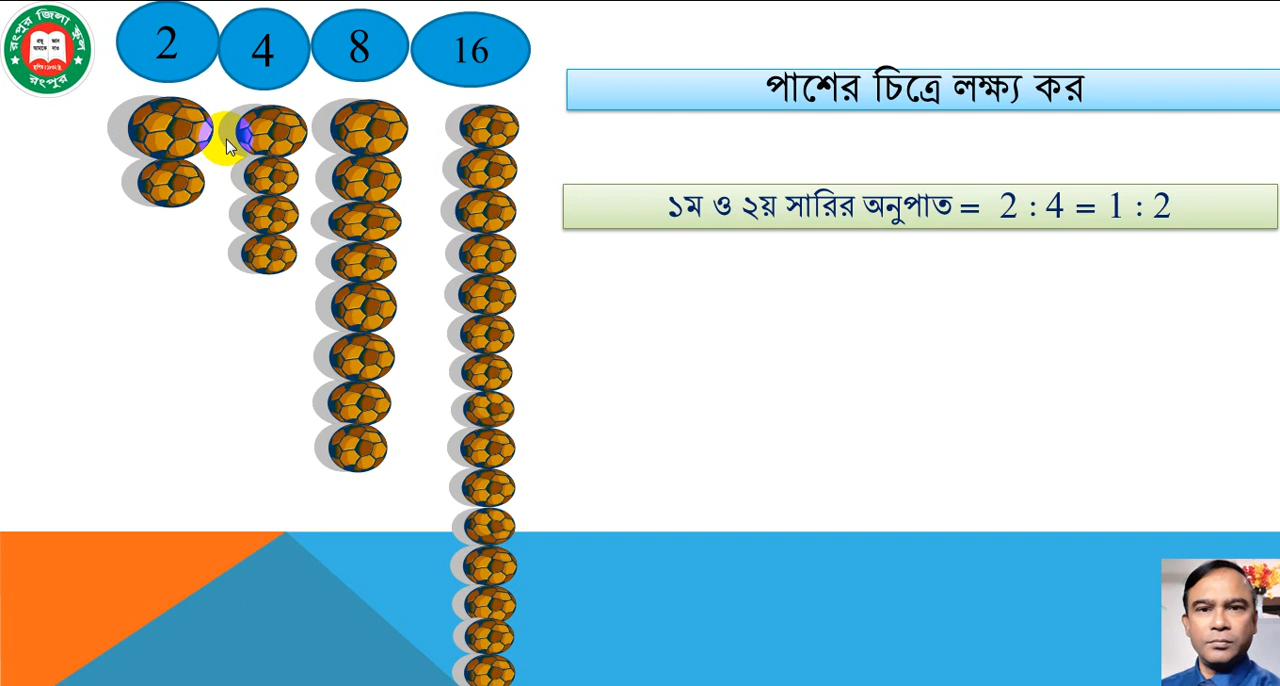 রংপুর জিলা স্কুল
রংপুর
2 4 8 16
পাশের চিত্রে লক্ষ্য কর
১ম ও ২য় সারির অনুপাত = 2 : 4 = 1 : 2